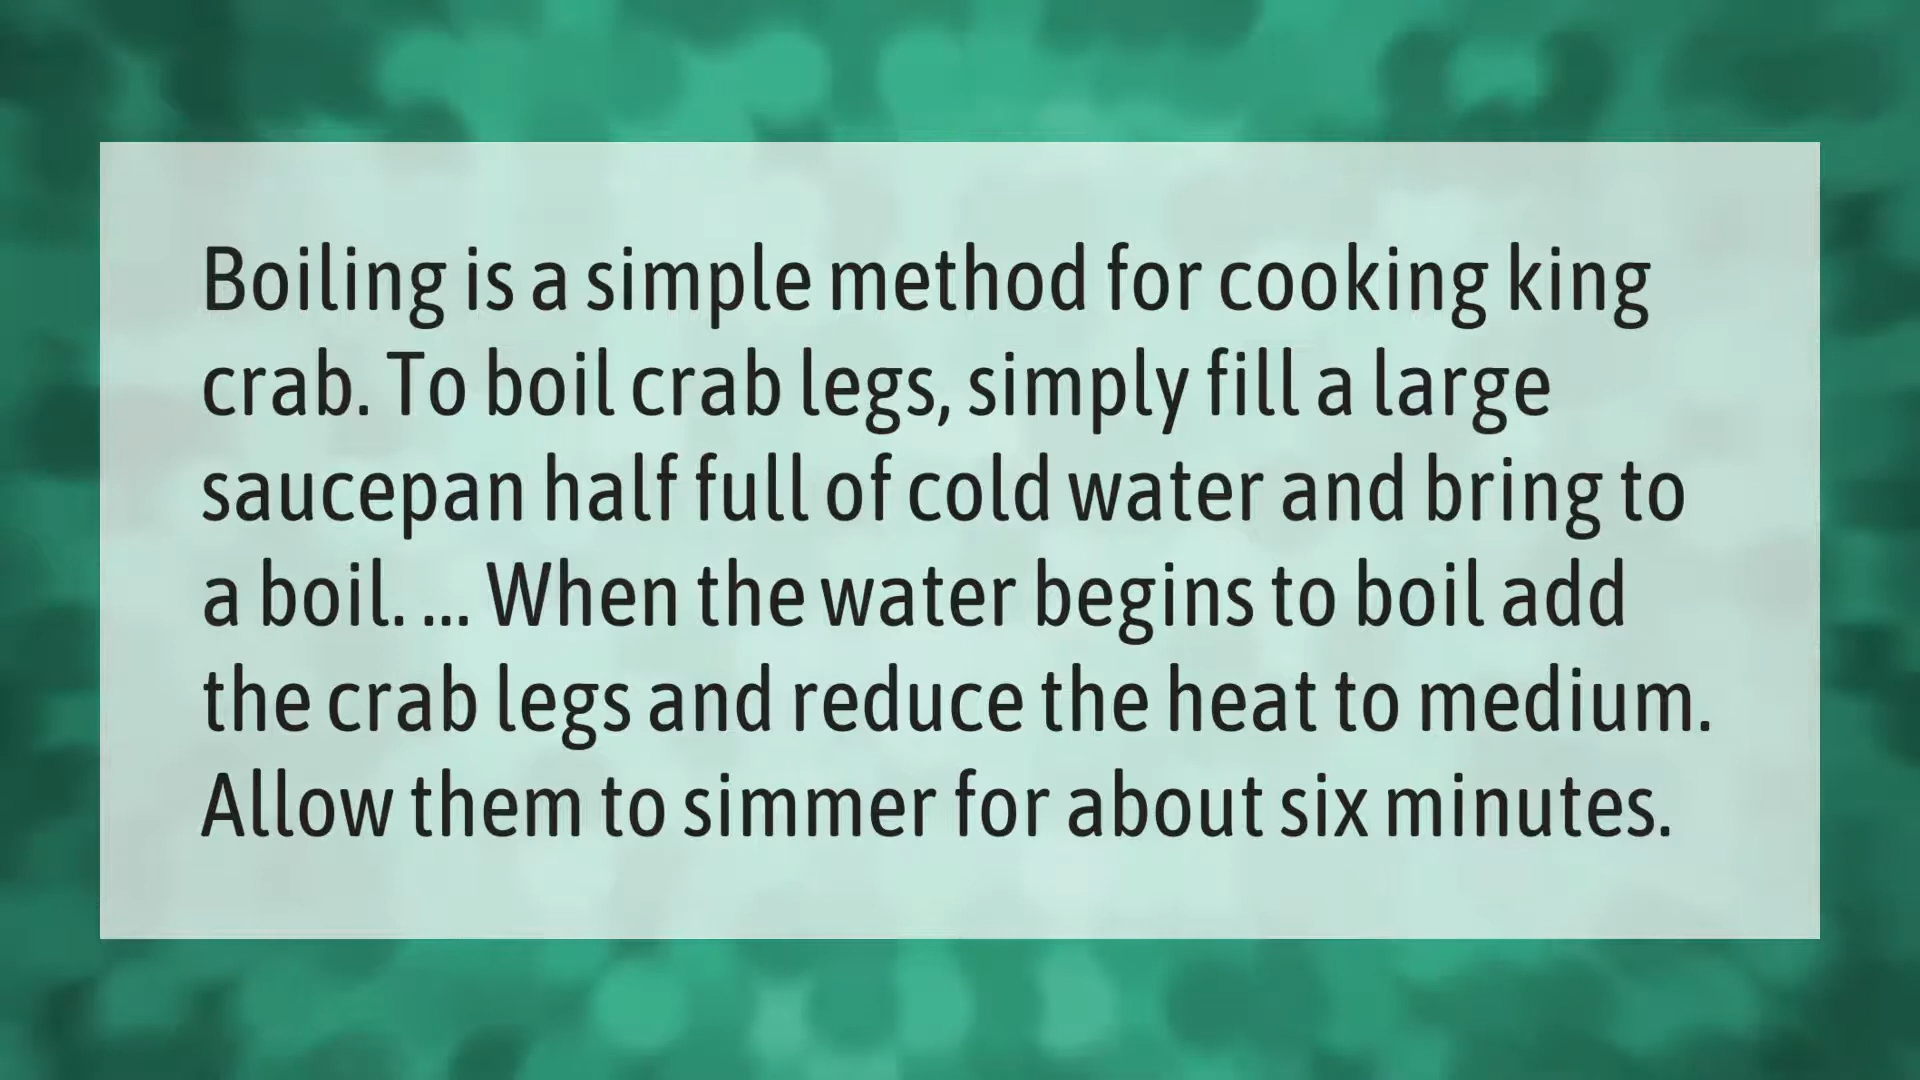 Boiling is a simple method for cooking king
crab. To boil crab legs, simply fill a large
saucepan half full of cold water and bring to
a boil. ... When the water begins to boil add
the crab legs and reduce the heat to medium.
Allow them to simmer for about six minutes.